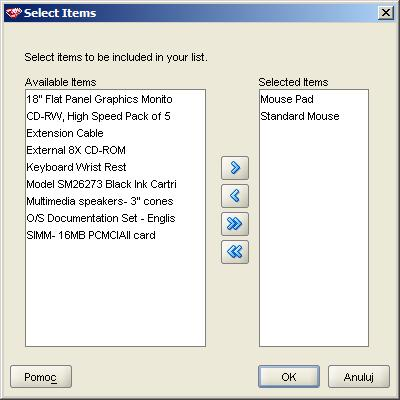 Select Items
Select items to be included in your list.
Available Items
18" Flat Panel Graphics Monito
CD-RW, High Speed Pack of 5
Extension Cable
External 8X CD-ROM
Keyboard Wrist Rest
Model SM26273 Black Ink Cartri
Multimedia speakers- 3" cones
O/S Documentation Set - Englis
SIMM- 16MB PCMCIAII card
Selected Items
Mouse Pad
Standard Mouse
Pomoc
OK
Anuluj